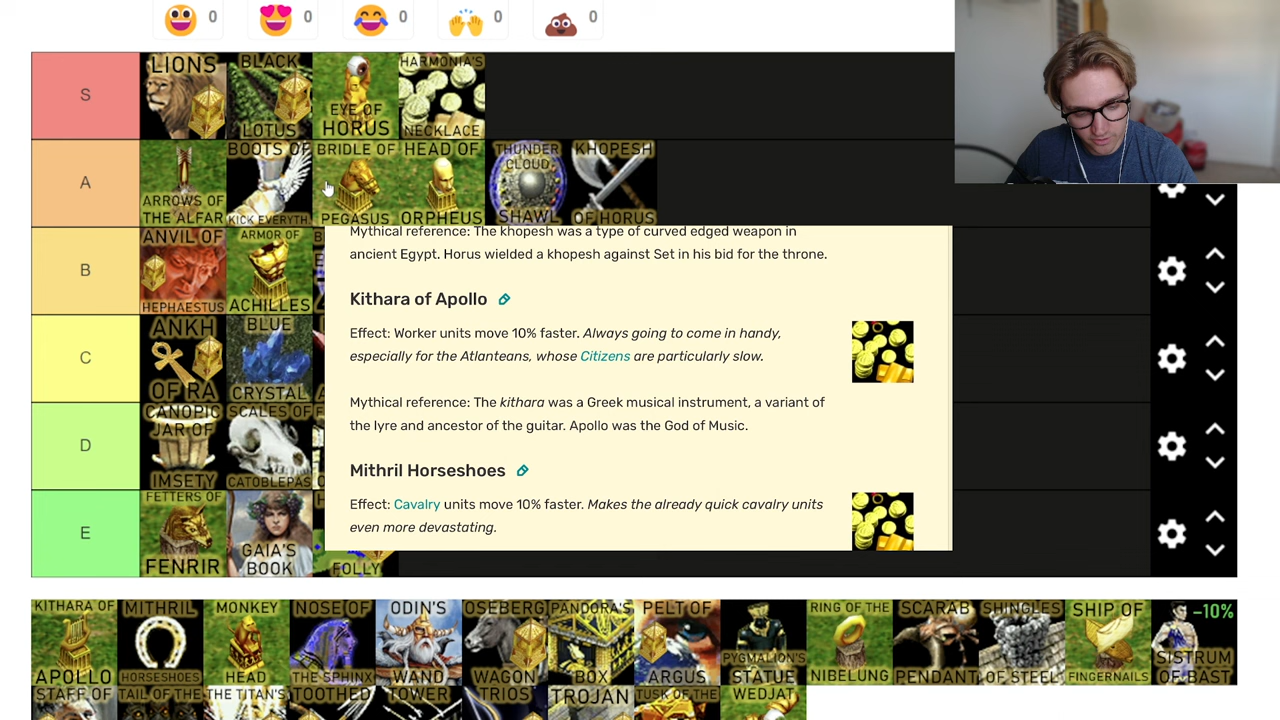 0 0 0 0 0
S
LIONS
BLACK
LOTUS
EYE OF
HORUS
HARMONIA'S
NECKLACE
A
ARROWS OF
THE ALFAR
BOOTS OF
KICK EVERYTH.
BRIDLE OF
PEGASUS
HEAD OF
ORPHEUS
THUNDER
CLOUD
SHAWL
KHOPESH
OF HORUS
B
ANVIL OF
HEPHAESTUS
ARMOR OF
ACHILLES
C
ANKH
OF RA
BLUE
CRYSTAL
D
CANOPIC
JAR OF
IMSETY
SCALES OF
CATOBLEPAS
E
FETTERS OF
FENRIR
GAIA'S
BOOK
FOLLY
Mythical reference: The khopesh was a type of curved edged weapon in
ancient Egypt. Horus wielded a khopesh against Set in his bid for the throne.
Kithara of Apollo
Effect: Worker units move 10% faster. Always going to come in handy,
especially for the Atlanteans, whose Citizens are particularly slow.
Mythical reference: The kithara was a Greek musical instrument, a variant of
the lyre and ancestor of the guitar. Apollo was the God of Music.
Mithril Horseshoes
Effect: Cavalry units move 10% faster. Makes the already quick cavalry units
even more devastating.
KITHARA OF
APOLLO
MITHRIL
HORSESHOES
MONKEY
HEAD
NOSE OF
THE SPHINX
ODIN'S
WAND
OSEBERG
WAGON
PANDORA'S
BOX
PELT OF
ARGUS
PYGMALION'S
STATUE
RING OF THE
NIBELUNG
SCARAB
PENDANT
SHINGLES
OF STEEL
SHIP OF
FINGERNAILS
-10%
SISTRUM
OF BAST
STAFF OF
TAIL OF THE
THE TITAN'S
TOOTHED
TOWER
TRIOS
TROJAN
TUSK OF THE
WEDJAT